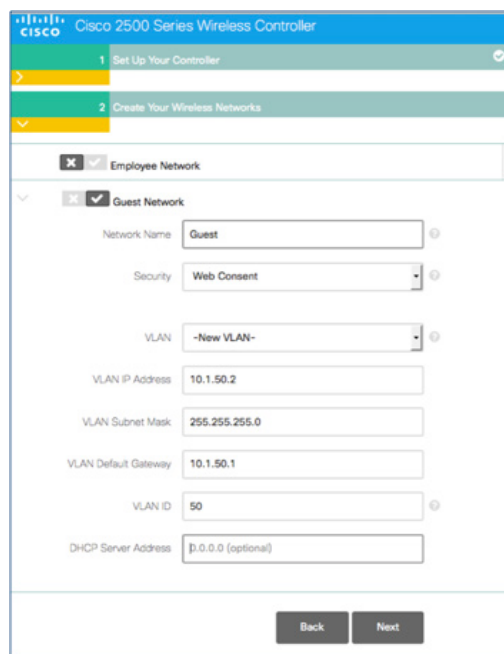 CISCO Cisco 2500 Series Wireless Controller
1 Set Up Your Controller
2 Create Your Wireless Networks
Employee Network
Guest Network
Network Name Guest
Security Web Consent
VLAN -New VLAN-
VLAN IP Address 10.1.50.2
VLAN Subnet Mask 255.255.255.0
VLAN Default Gateway 10.1.50.1
VLAN ID 50
DHCP Server Address 0.0.0.0 (optional)
Back Next